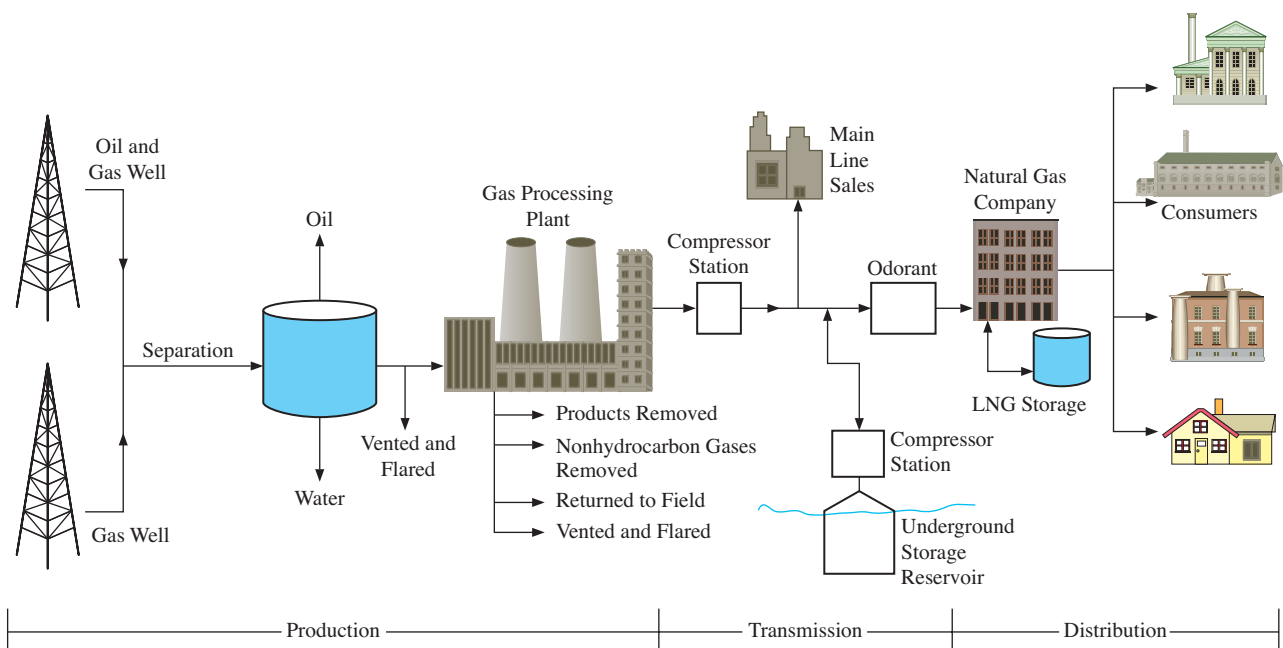 Oil and
Gas Well
Separation
Gas Well
Oil
Water
Vented and
Flared
Gas Processing
Plant
Products Removed
Nonhydrocarbon Gases
Removed
Returned to Field
Vented and Flared
Compressor
Station
Main
Line
Sales
Odorant
Compressor
Station
Underground
Storage
Reservoir
Natural Gas
Company
LNG Storage
Consumers
Production
Transmission
Distribution